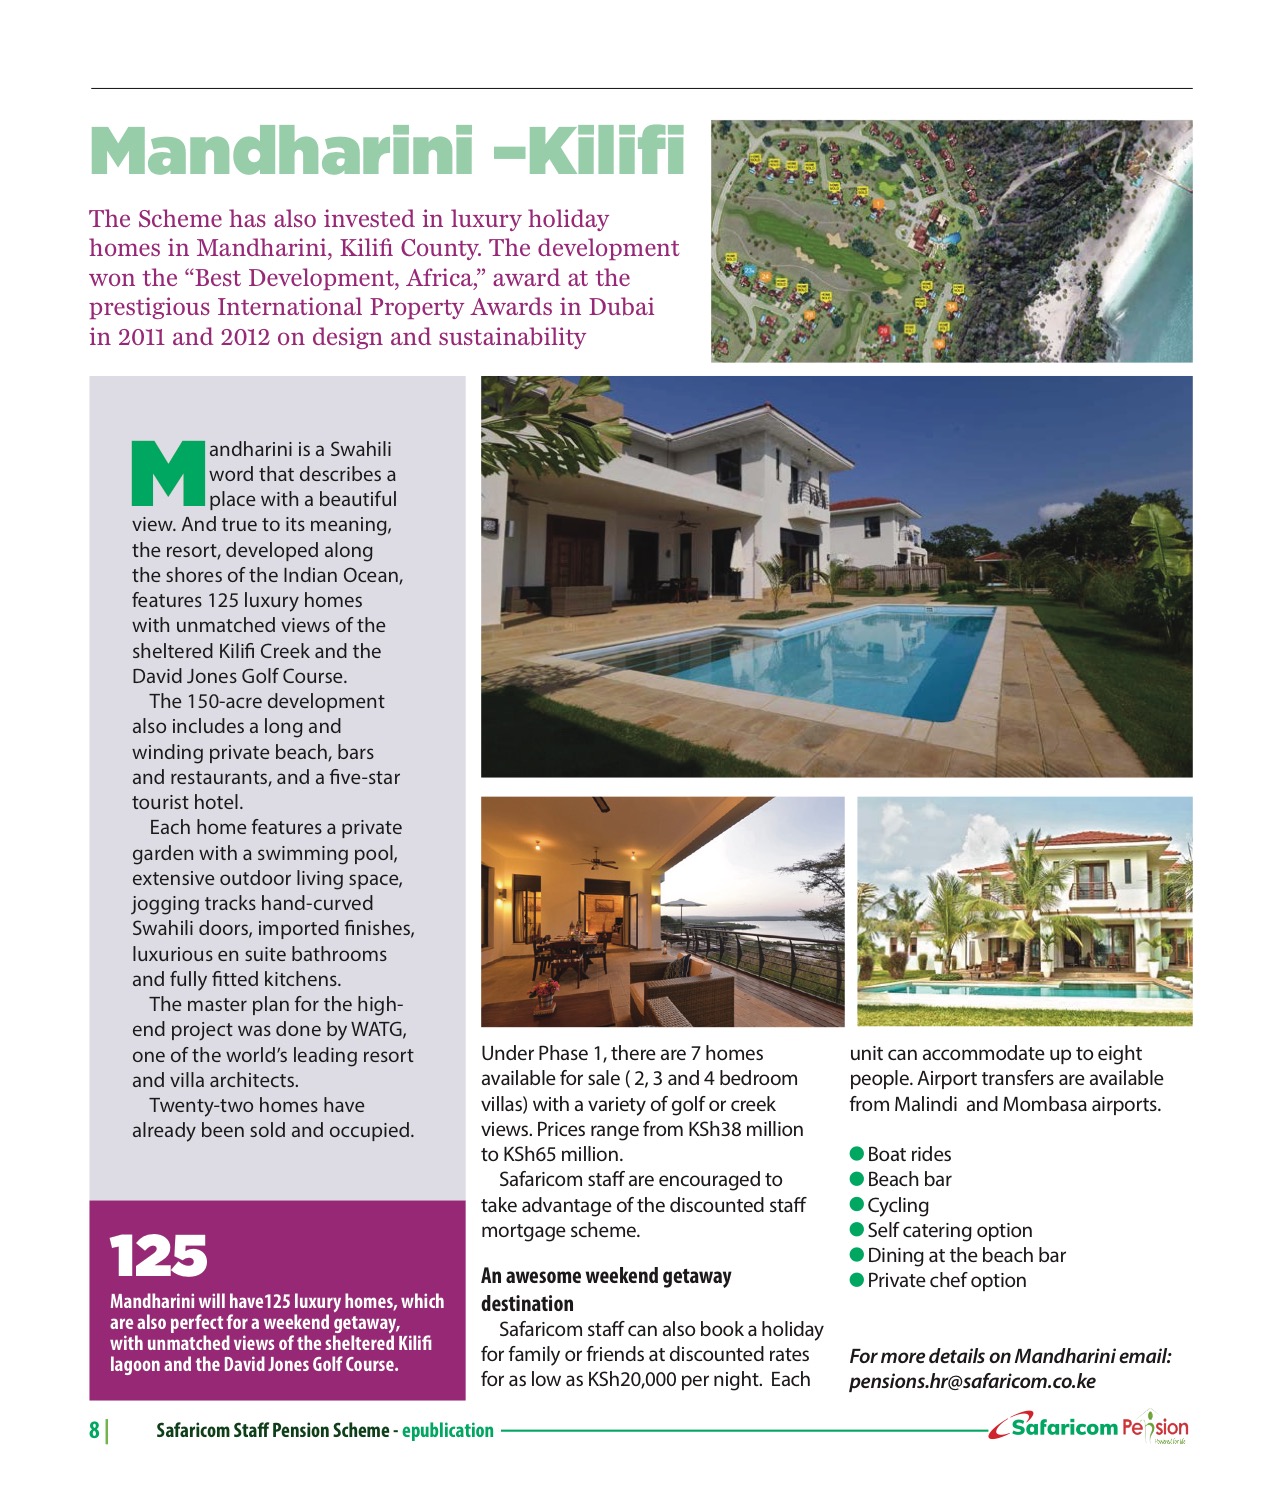 Mandharini –Kilifi
The Scheme has also invested in luxury holiday
homes in Mandharini, Kilifi County. The development
won the “Best Development, Africa,” award at the
prestigious International Property Awards in Dubai
in 2011 and 2012 on design and sustainability
Mandharini is a Swahili
word that describes a
place with a beautiful
view. And true to its meaning,
the resort, developed along
the shores of the Indian Ocean,
features 125 luxury homes
with unmatched views of the
sheltered Kilifi Creek and the
David Jones Golf Course.
The 150-acre development
also includes a long and
winding private beach, bars
and restaurants, and a five-star
tourist hotel.
Each home features a private
garden with a swimming pool,
extensive outdoor living space,
jogging tracks hand-curved
Swahili doors, imported finishes,
luxurious en suite bathrooms
and fully fitted kitchens.
The master plan for the high-
end project was done by WATG,
one of the world’s leading resort
and villa architects.
Twenty-two homes have
already been sold and occupied.
125
Mandharini will have125 luxury homes, which
are also perfect for a weekend getaway,
with unmatched views of the sheltered Kilifi
lagoon and the David Jones Golf Course.
Under Phase 1, there are 7 homes
available for sale ( 2, 3 and 4 bedroom
villas) with a variety of golf or creek
views. Prices range from KSh38 million
to KSh65 million.
Safaricom staff are encouraged to
take advantage of the discounted staff
mortgage scheme.
An awesome weekend getaway
destination
Safaricom staff can also book a holiday
for family or friends at discounted rates
for as low as KSh20,000 per night. Each
unit can accommodate up to eight
people. Airport transfers are available
from Malindi and Mombasa airports.
● Boat rides
● Beach bar
● Cycling
● Self catering option
● Dining at the beach bar
● Private chef option
For more details on Mandharini email:
pensions.hr@safaricom.co.ke
8 | Safaricom Staff Pension Scheme - epublication
Safaricom Pension